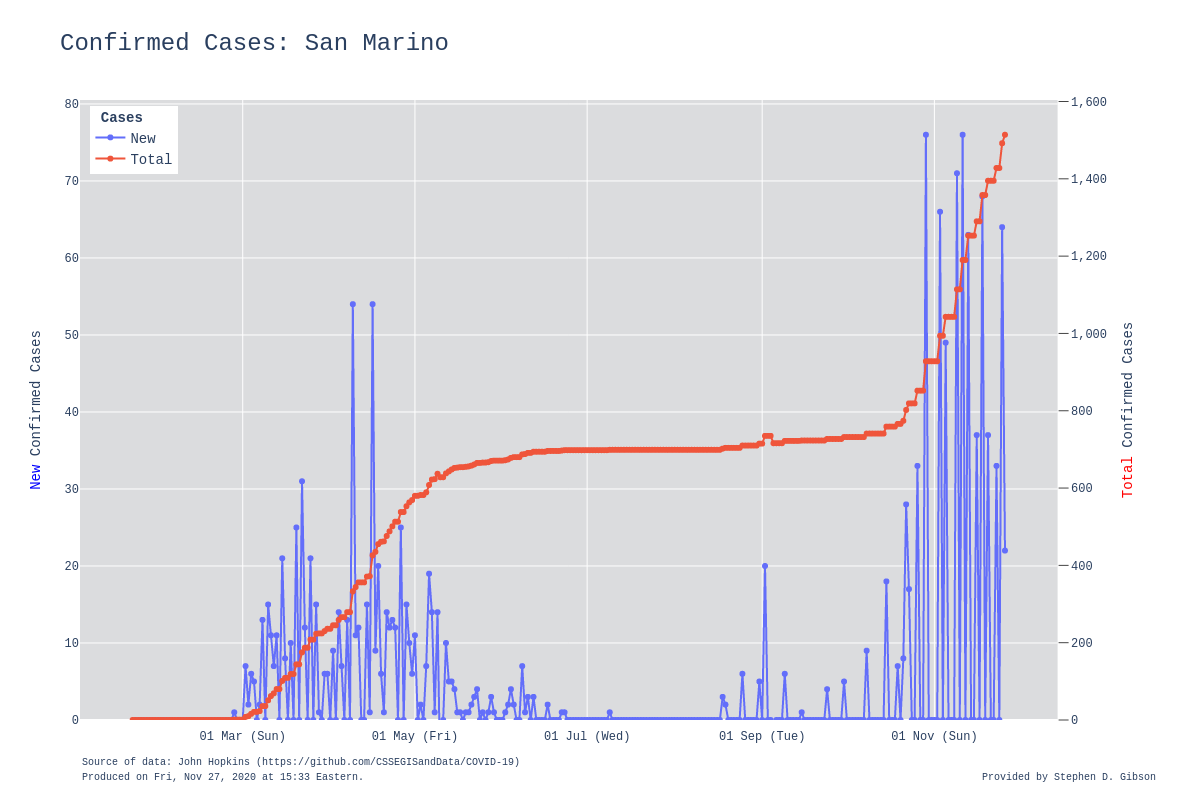 Confirmed Cases: San Marino
Cases
New
Total
80
70
60
50
40
30
20
10
0
1,600
1,400
1,200
1,000
800
600
400
200
0
New Confirmed Cases
Total Confirmed Cases
01 Mar (Sun)
01 May (Fri)
01 Jul (Wed)
01 Sep (Tue)
01 Nov (Sun)
Source of data: John Hopkins (https://github.com/CSSEGISandData/COVID-19)
Produced on Fri, Nov 27, 2020 at 15:33 Eastern.
Provided by Stephen D. Gibson